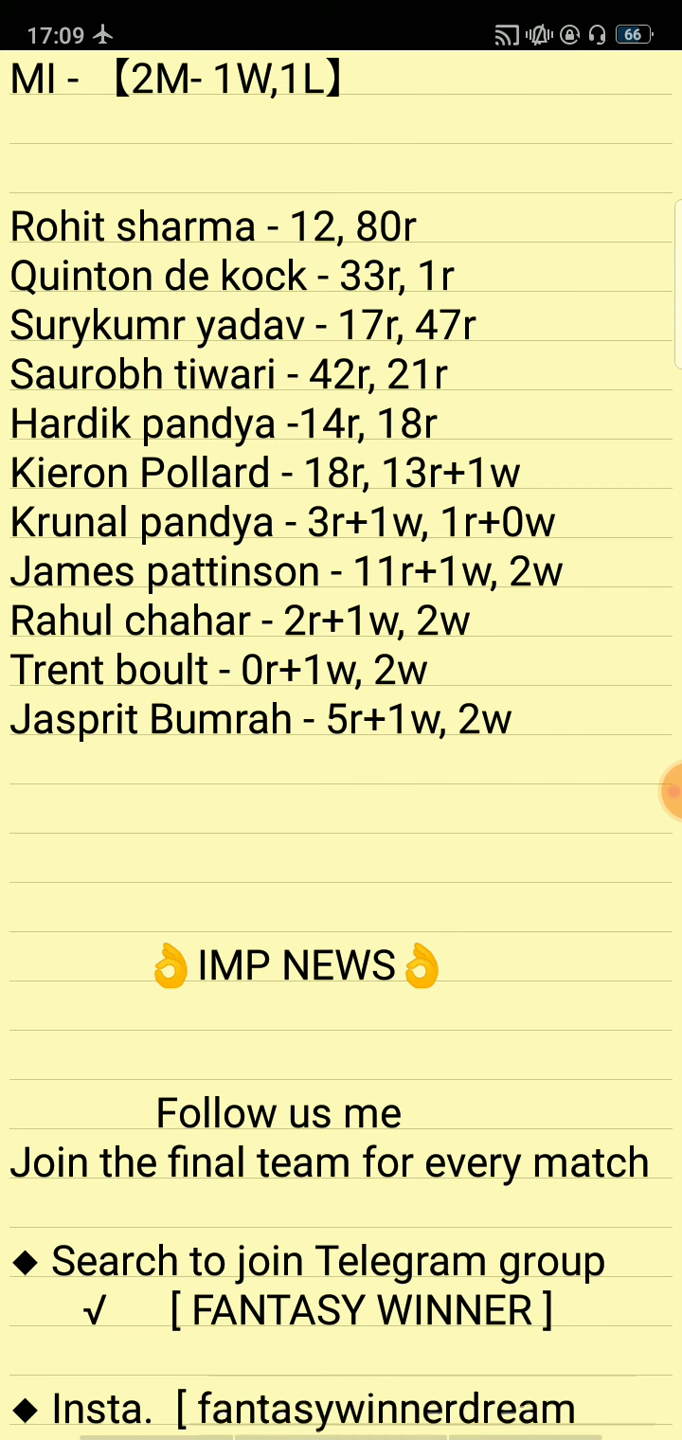 17:09
66
MI - 【2M- 1W,1L】
Rohit sharma - 12, 80r
Quinton de kock - 33r, 1r
Surykumr yadav - 17r, 47r
Saurobh tiwari - 42r, 21r
Hardik pandya -14r, 18r
Kieron Pollard - 18r, 13r+1w
Krunal pandya - 3r+1w, 1r+0w
James pattinson - 11r+1w, 2w
Rahul chahar - 2r+1w, 2w
Trent boult - 0r+1w, 2w
Jasprit Bumrah - 5r+1w, 2w
👌IMP NEWS👌
Follow us me
Join the final team for every match
◆ Search to join Telegram group
√ [ FANTASY WINNER ]
◆ Insta. [ fantasywinnerdream